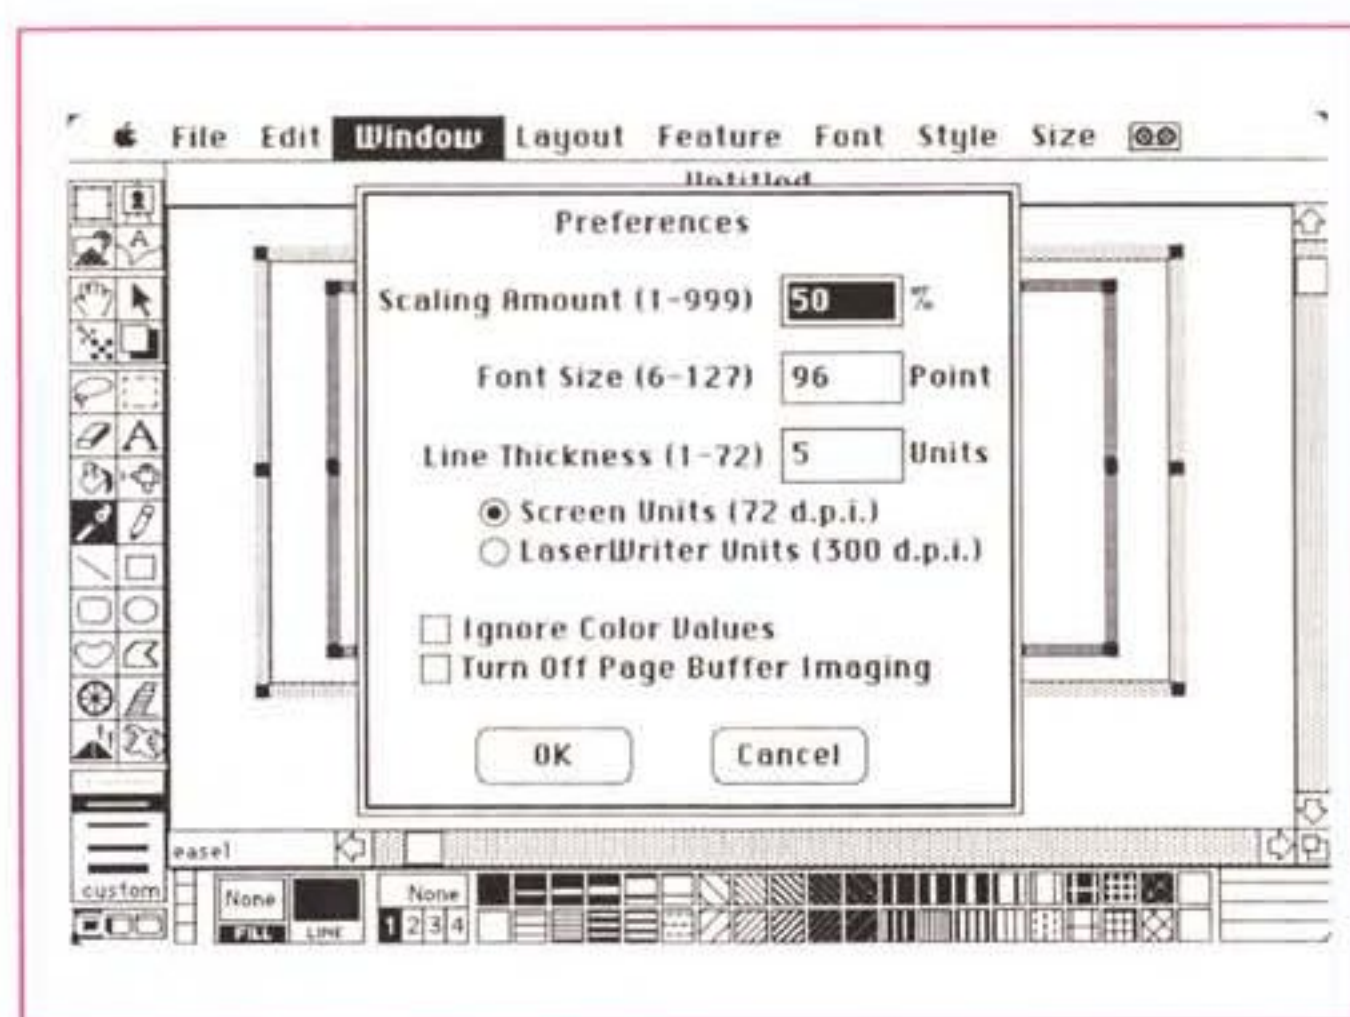 File Edit Window Layout Feature Font Style Size
Untitled
Preferences
Scaling Amount (1-999) 50 %
Font Size (6-127) 96 Point
Line Thickness (1-72) 5 Units
Screen Units (72 d.p.i.)
LaserWriter Units (300 d.p.i.)
Ignore Color Values
Turn Off Page Buffer Imaging
OK Cancel
A
A
easel
custom
None None
FILL LINE 1 2 3 4